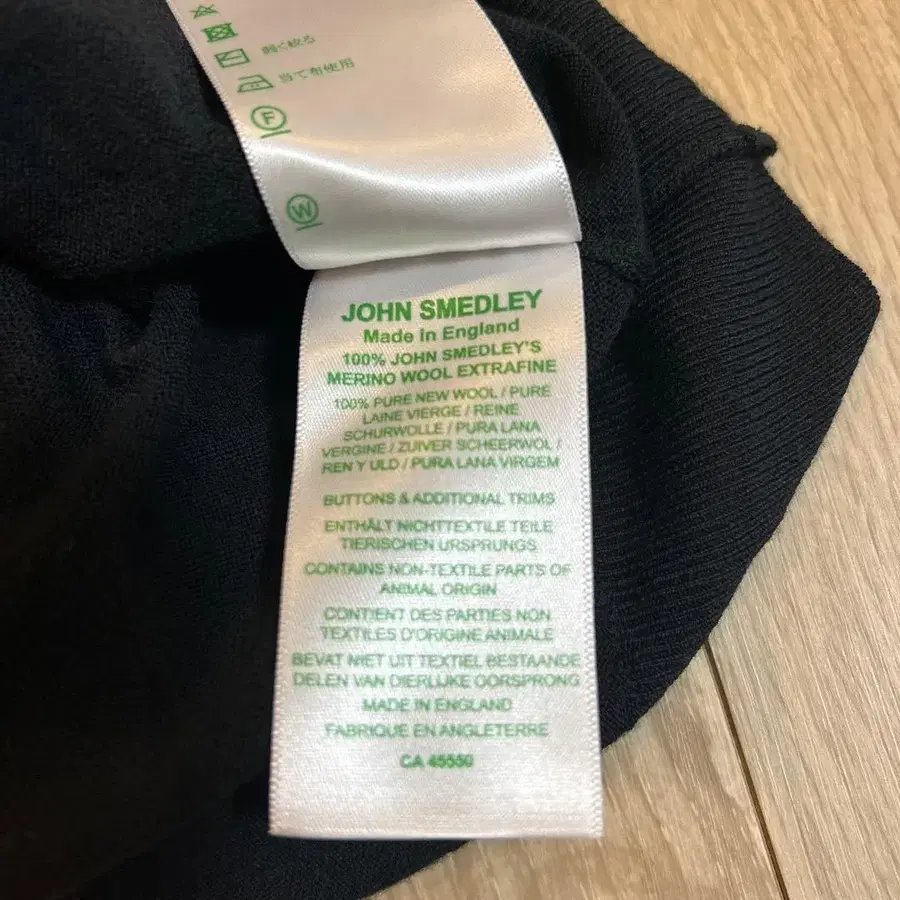 弱く絞る
当て布使用
F
W
JOHN SMEDLEY
Made in England
100% JOHN SMEDLEY'S
MERINO WOOL EXTRAFINE
100% PURE NEW WOOL / PURE
LAINE VIERGE / REINE
SCHURWOLLE / PURA LANA
VERGINE / ZUIVER SCHEERWOL /
REN Y ULD / PURA LANA VIRGEM
BUTTONS & ADDITIONAL TRIMS
ENTHÄLT NICHTTEXTILE TEILE
TIERISCHEN URSPRUNGS
CONTAINS NON-TEXTILE PARTS OF
ANIMAL ORIGIN
CONTIENT DES PARTIES NON
TEXTILES D'ORIGINE ANIMALE
BEVAT NIET UIT TEXTIEL BESTAANDE
DELEN VAN DIERLIJKE OORSPRONG
MADE IN ENGLAND
FABRIQUE EN ANGLETERRE
CA 45550